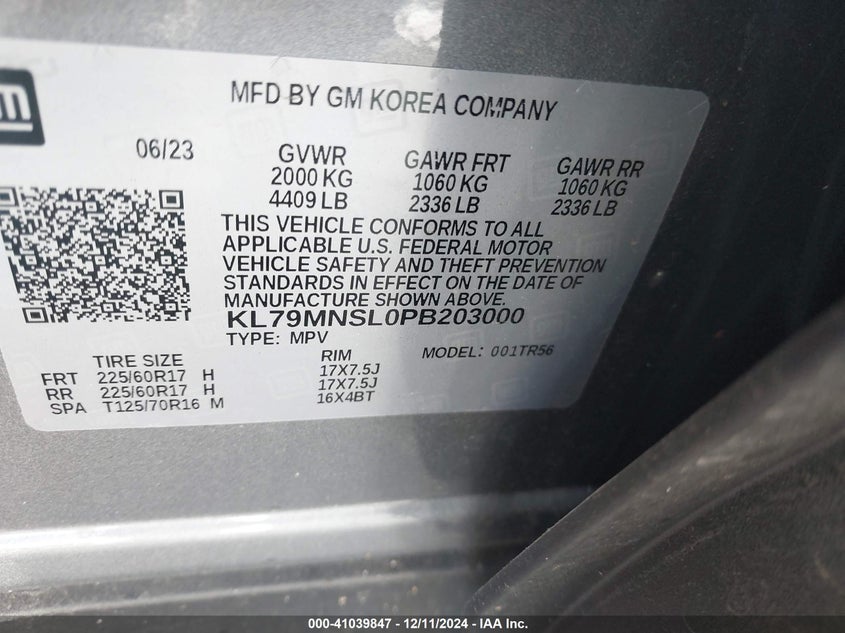 gm
MFD BY GM KOREA COMPANY
06/23
GVWR GAWR FRT GAWR RR
2000 KG 1060 KG 1060 KG
4409 LB 2336 LB 2336 LB
THIS VEHICLE CONFORMS TO ALL
APPLICABLE U.S. FEDERAL MOTOR
VEHICLE SAFETY AND THEFT PREVENTION
STANDARDS IN EFFECT ON THE DATE OF
MANUFACTURE SHOWN ABOVE.
KL79MNSL0PB203000
TYPE: MPV MODEL: 001TR56
TIRE SIZE RIM
FRT 225/60R17 H 17X7.5J
RR 225/60R17 H 17X7.5J
SPA T125/70R16 M 16X4BT
000-41039847 - 12/11/2024 - IAA Inc.